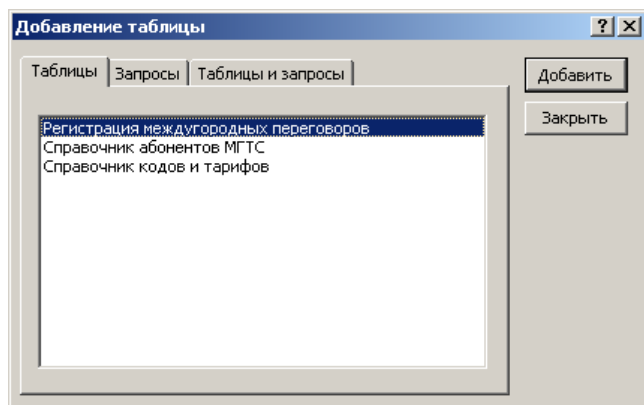 Добавление таблицы
Таблицы Запросы Таблицы и запросы
Добавить
Закрыть
Регистрация междугородных переговоров
Справочник абонентов МГТС
Справочник кодов и тарифов